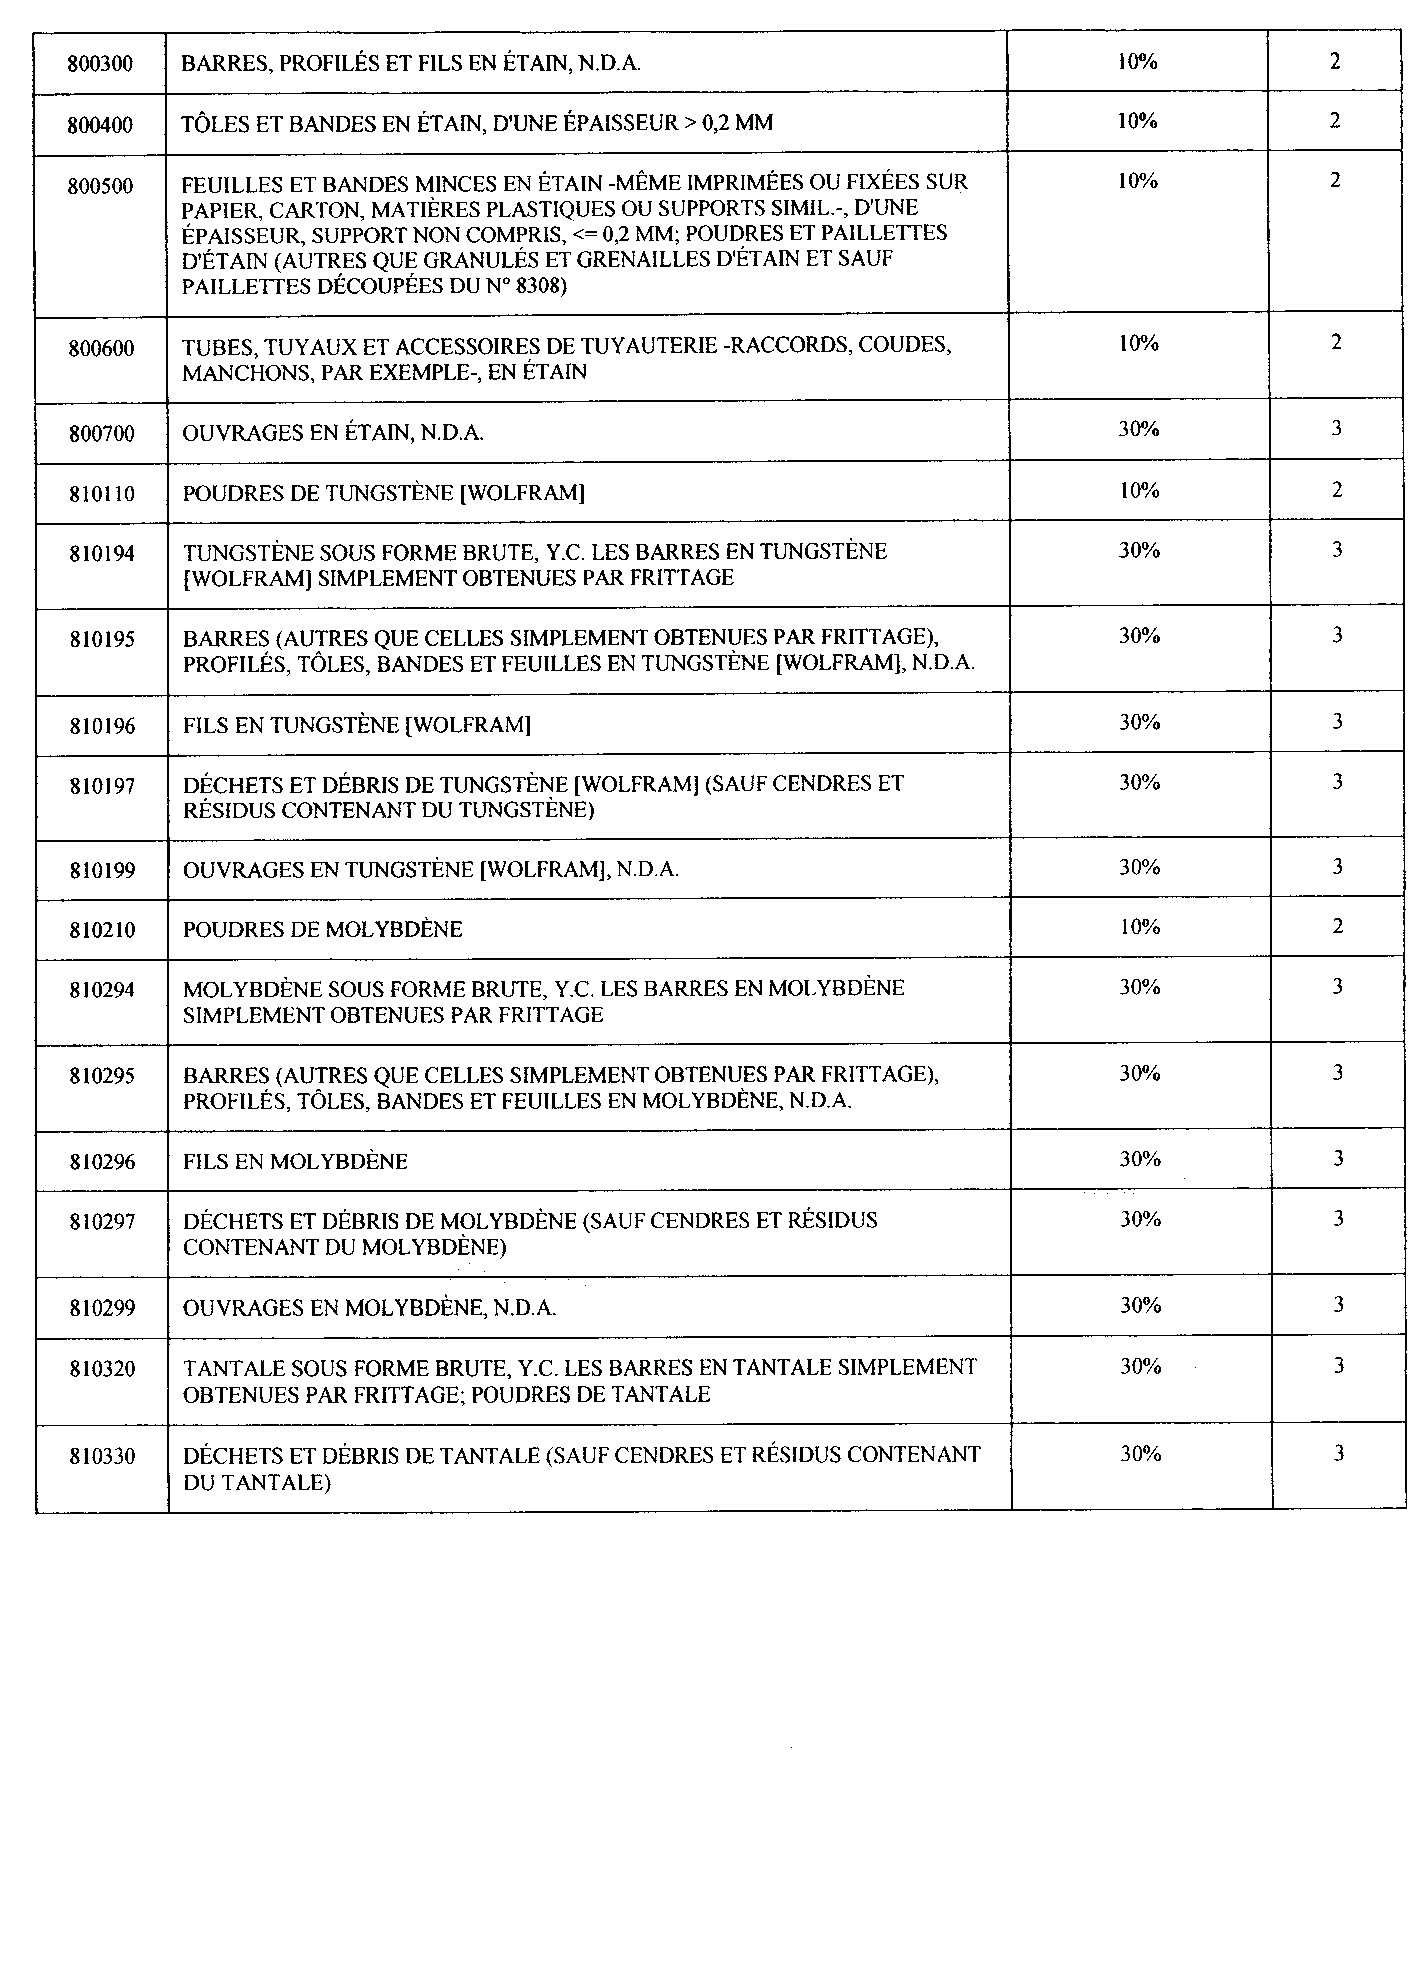 800300 BARRES, PROFILÉS ET FILS EN ÉTAIN, N.D.A. 10% 2
800400 TÔLES ET BANDES EN ÉTAIN, D'UNE ÉPAISSEUR > 0,2 MM 10% 2
800500 FEUILLES ET BANDES MINCES EN ÉTAIN -MÊME IMPRIMÉES OU FIXÉES SUR 10% 2
PAPIER, CARTON, MATIÈRES PLASTIQUES OU SUPPORTS SIMIL.-, D'UNE
ÉPAISSEUR, SUPPORT NON COMPRIS, <= 0,2 MM; POUDRES ET PAILLETTES
D'ÉTAIN (AUTRES QUE GRANULÉS ET GRENAILLES D'ÉTAIN ET SAUF
PAILLETTES DÉCOUPÉES DU N° 8308)
800600 TUBES, TUYAUX ET ACCESSOIRES DE TUYAUTERIE -RACCORDS, COUDES, 10% 2
MANCHONS, PAR EXEMPLE-, EN ÉTAIN
800700 OUVRAGES EN ÉTAIN, N.D.A. 30% 3
810110 POUDRES DE TUNGSTÈNE [WOLFRAM] 10% 2
810194 TUNGSTÈNE SOUS FORME BRUTE, Y.C. LES BARRES EN TUNGSTÈNE 30% 3
[WOLFRAM] SIMPLEMENT OBTENUES PAR FRITTAGE
810195 BARRES (AUTRES QUE CELLES SIMPLEMENT OBTENUES PAR FRITTAGE), 30% 3
PROFILÉS, TÔLES, BANDES ET FEUILLES EN TUNGSTÈNE [WOLFRAM], N.D.A.
810196 FILS EN TUNGSTÈNE [WOLFRAM] 30% 3
810197 DÉCHETS ET DÉBRIS DE TUNGSTÈNE [WOLFRAM] (SAUF CENDRES ET 30% 3
RÉSIDUS CONTENANT DU TUNGSTÈNE)
810199 OUVRAGES EN TUNGSTÈNE [WOLFRAM], N.D.A. 30% 3
810210 POUDRES DE MOLYBDÈNE 10% 2
810294 MOLYBDÈNE SOUS FORME BRUTE, Y.C. LES BARRES EN MOLYBDÈNE 30% 3
SIMPLEMENT OBTENUES PAR FRITTAGE
810295 BARRES (AUTRES QUE CELLES SIMPLEMENT OBTENUES PAR FRITTAGE), 30% 3
PROFILÉS, TÔLES, BANDES ET FEUILLES EN MOLYBDÈNE, N.D.A.
810296 FILS EN MOLYBDÈNE 30% 3
810297 DÉCHETS ET DÉBRIS DE MOLYBDÈNE (SAUF CENDRES ET RÉSIDUS 30% 3
CONTENANT DU MOLYBDÈNE)
810299 OUVRAGES EN MOLYBDÈNE, N.D.A. 30% 3
810320 TANTALE SOUS FORME BRUTE, Y.C. LES BARRES EN TANTALE SIMPLEMENT 30% 3
OBTENUES PAR FRITTAGE; POUDRES DE TANTALE
810330 DÉCHETS ET DÉBRIS DE TANTALE (SAUF CENDRES ET RÉSIDUS CONTENANT 30% 3
DU TANTALE)